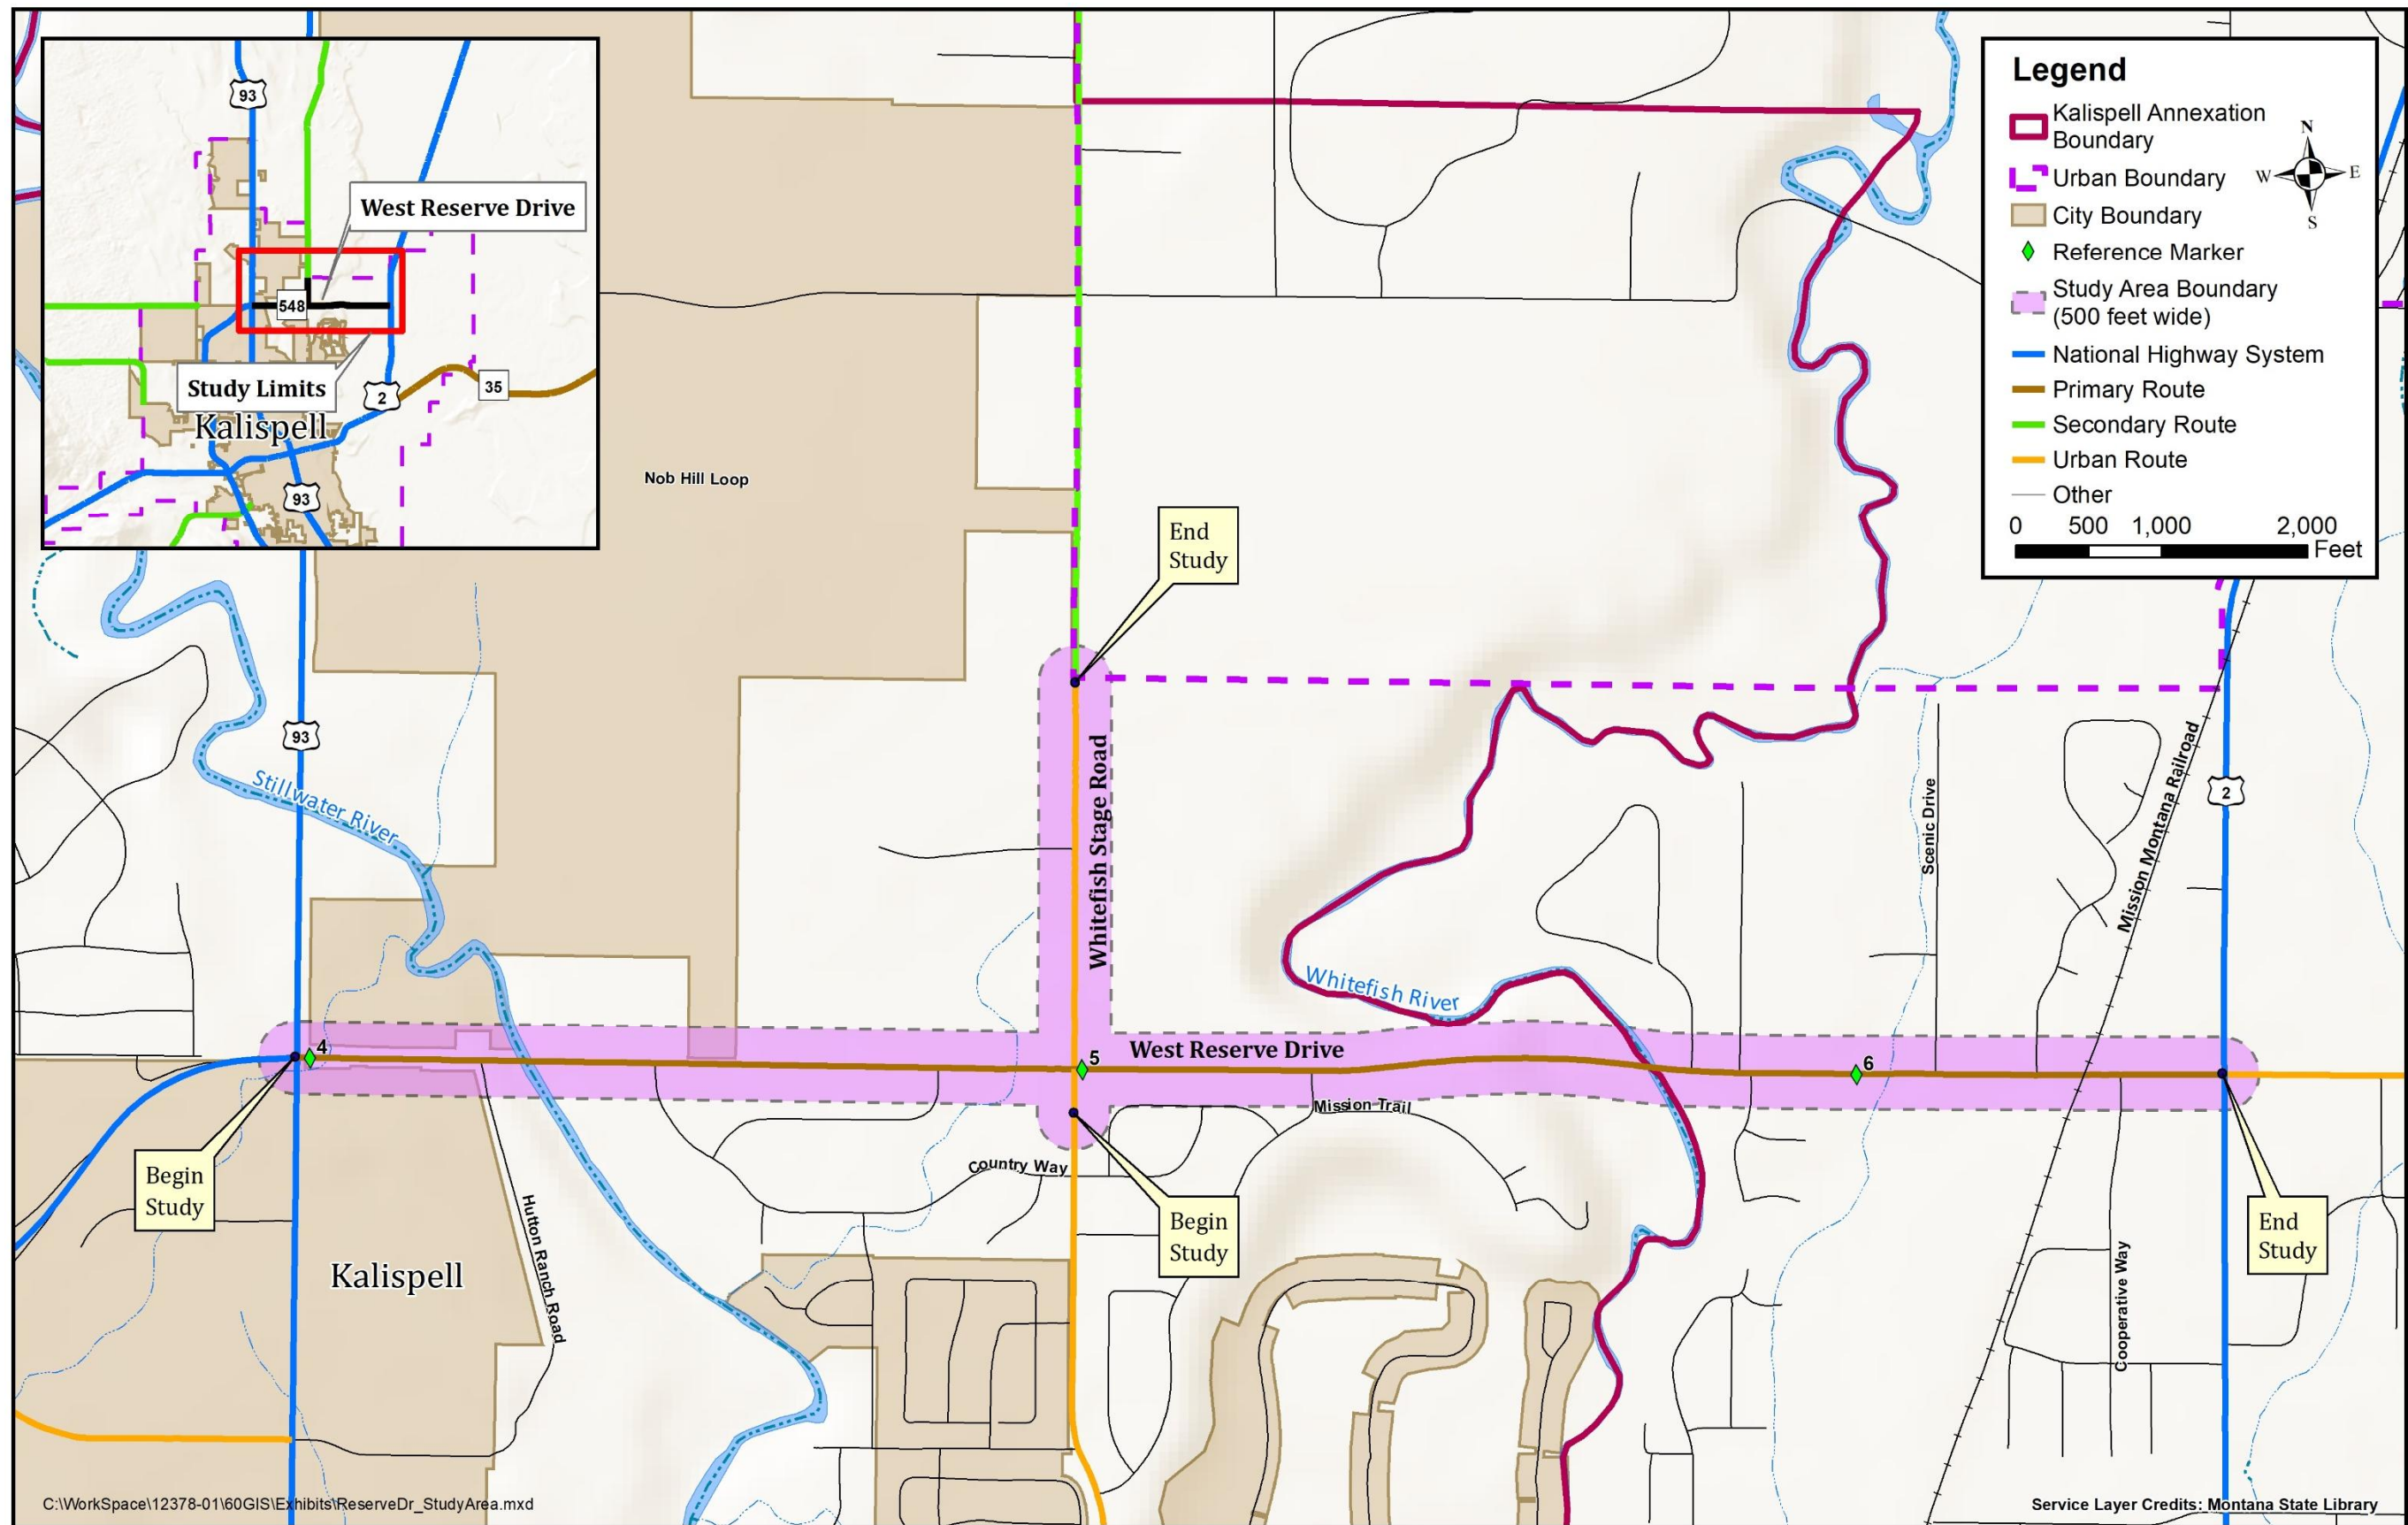 93
West Reserve Drive
548
Study Limits
2
35
Kalispell
93
Legend
Kalispell Annexation
Boundary
Urban Boundary
City Boundary
Reference Marker
Study Area Boundary
(500 feet wide)
National Highway System
Primary Route
Secondary Route
Urban Route
Other
N
W
E
S
0 500 1,000 2,000
Feet
Nob Hill Loop
End
Study
93
Stillwater River
Whitefish Stage Road
Scenic Drive
Mission Montana Railroad
2
Whitefish River
4
5
West Reserve Drive
6
Mission Trail
Begin
Study
Country Way
Hutton Ranch Road
Begin
Study
End
Study
Kalispell
Cooperative Way
C:\WorkSpace\12378-01\60GIS\Exhibits\ReserveDr_StudyArea.mxd
Service Layer Credits: Montana State Library